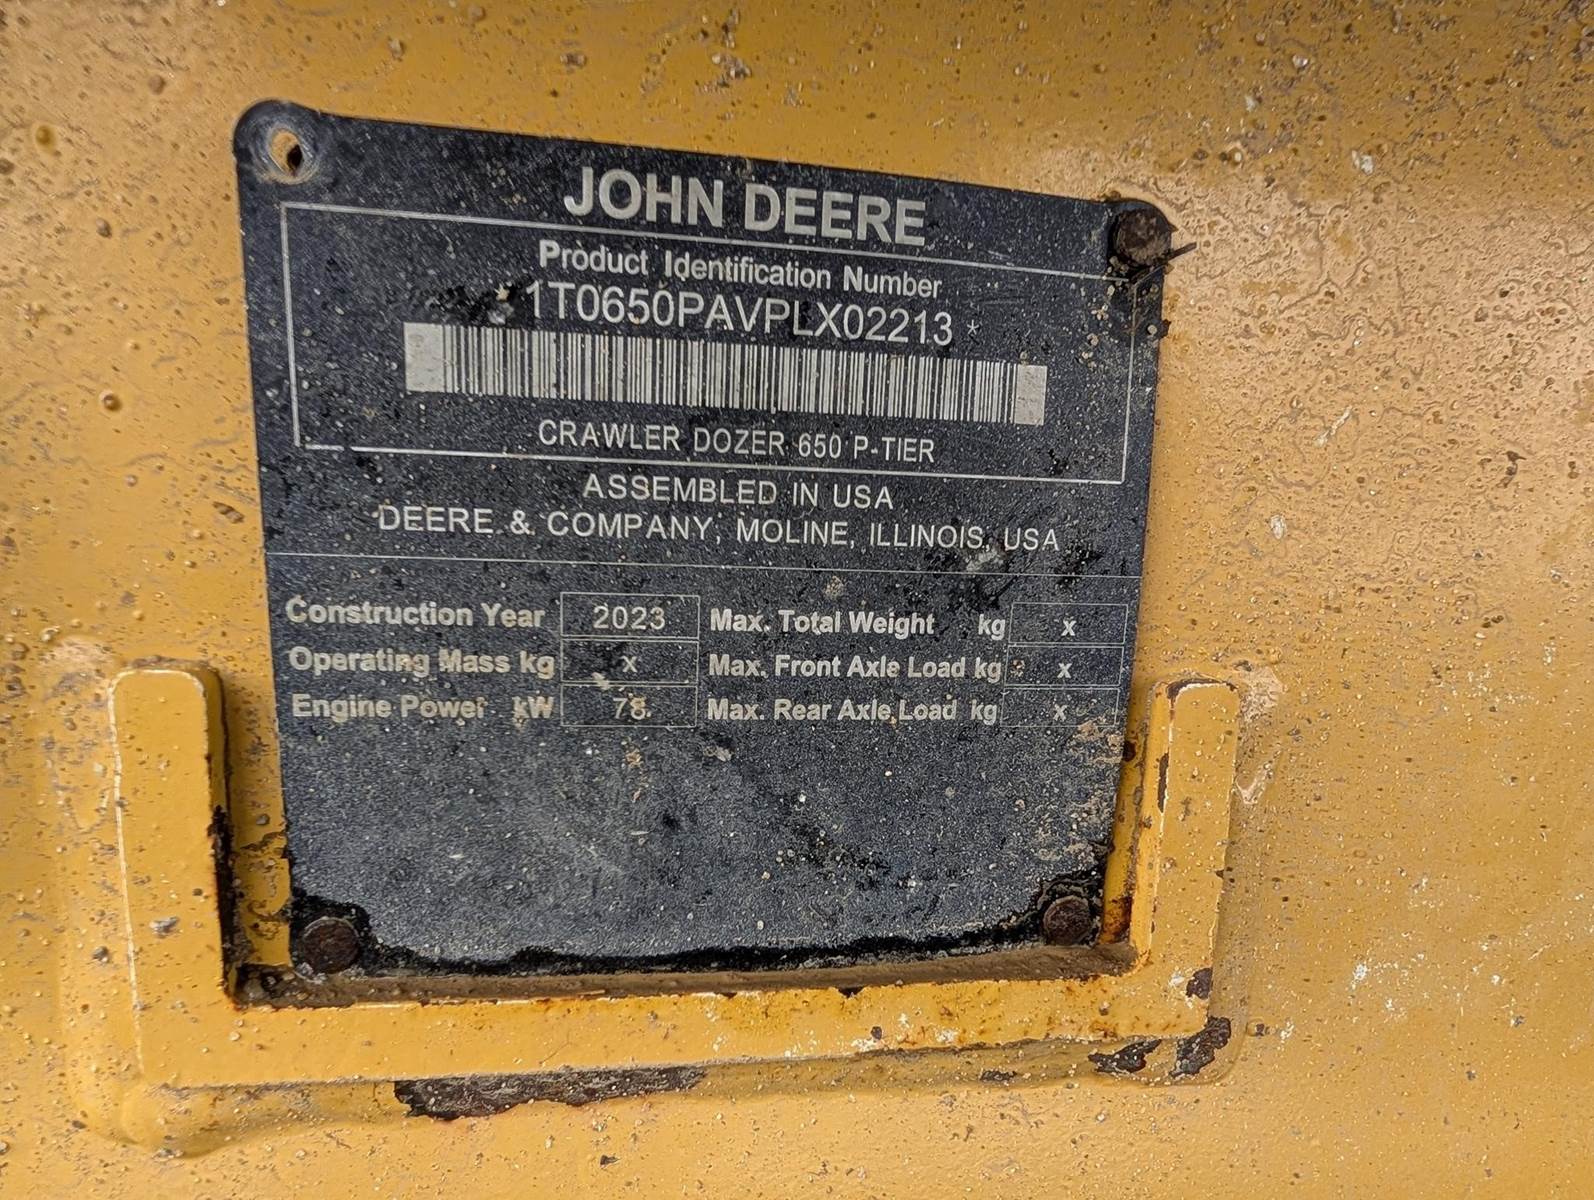 JOHN DEERE
Product Identification Number
1T0650PAVPLX02213 *
CRAWLER DOZER 650 P-TIER
ASSEMBLED IN USA
DEERE & COMPANY, MOLINE, ILLINOIS, USA
Construction Year 2023 Max. Total Weight kg x
Operating Mass kg x Max. Front Axle Load kg x
Engine Power kW 78 Max. Rear Axle Load kg x